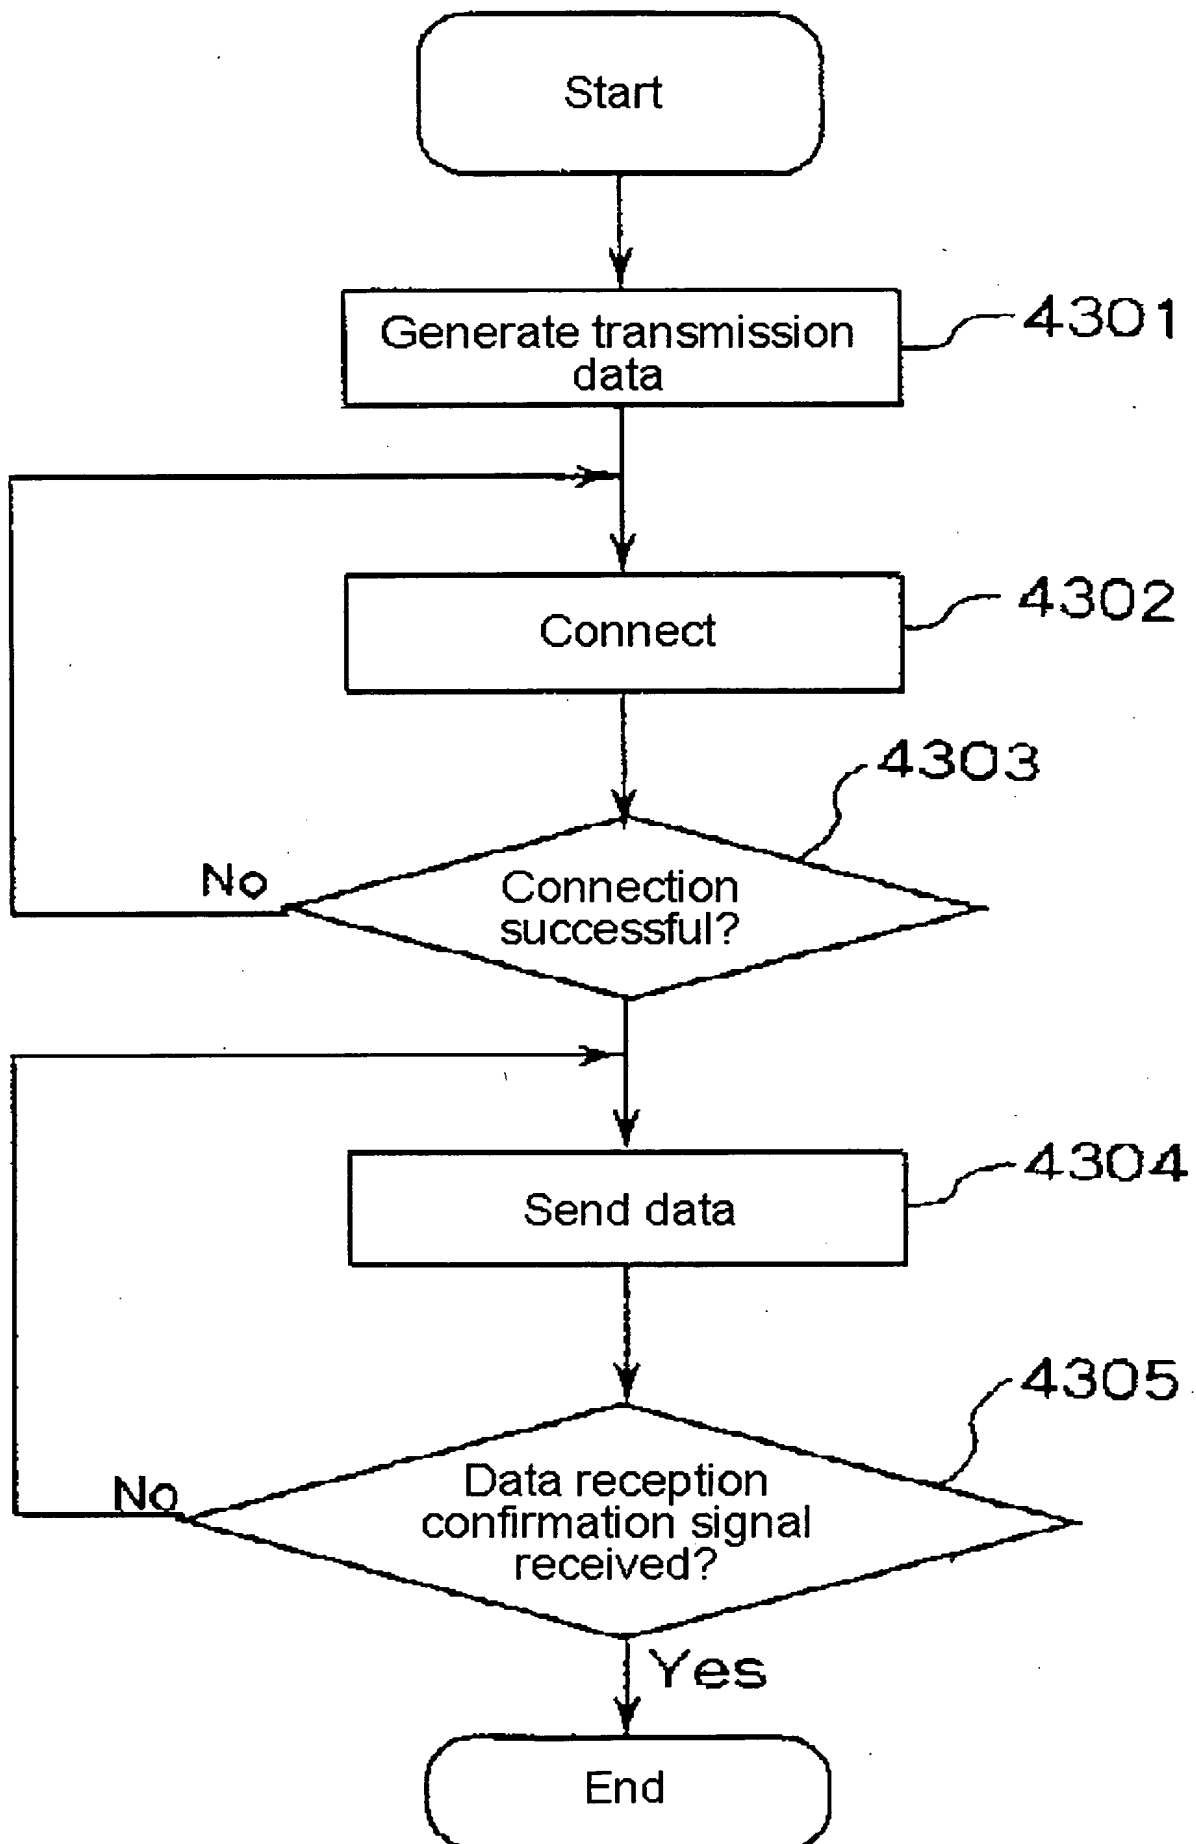 Start
Generate transmission
data
4301
Connect
4302
4303
Connection
successful?
No
Send data
4304
4305
Data reception
confirmation signal
received?
No
Yes
End